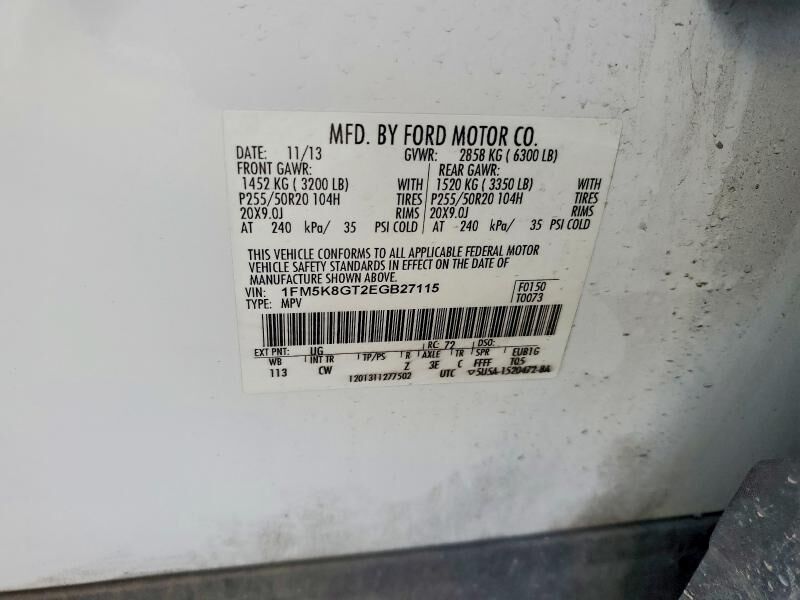 MFD. BY FORD MOTOR CO.
DATE: 11/13 GVWR: 2858 KG ( 6300 LB)
FRONT GAWR: REAR GAWR:
1452 KG ( 3200 LB) WITH 1520 KG ( 3350 LB) WITH
P255/50R20 104H TIRES P255/50R20 104H TIRES
20X9.0J RIMS 20X9.0J RIMS
AT 240 kPa/ 35 PSI COLD AT 240 kPa/ 35 PSI COLD
THIS VEHICLE CONFORMS TO ALL APPLICABLE FEDERAL MOTOR
VEHICLE SAFETY STANDARDS IN EFFECT ON THE DATE OF
MANUFACTURE SHOWN ABOVE.
VIN: 1FM5K8GT2EGB27115 F0150
TYPE: MPV T0073
EXT PNT: UG RC: 72 DSO:
WB INT TR TP/PS R AXLE TR SPR EUB1G
113 CW Z 3E C FFFF T05
1201311277502 UTC ▽5USA-1520472-BA